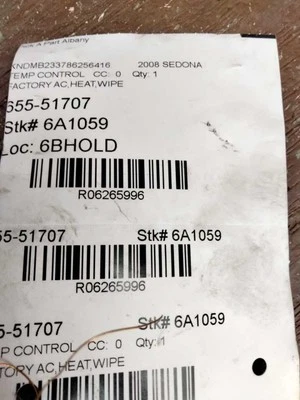 A Part Albany
KNDMB233786256416 2008 SEDONA
TEMP CONTROL CC: 0 Qty: 1
FACTORY AC,HEAT,WIPE
655-51707
Stk# 6A1059
Loc: 6BHOLD
R06265996
55-51707 Stk# 6A1059
R06265996
5-51707 Stk# 6A1059
MP CONTROL CC: 0 Qty: 1
CTORY AC,HEAT,WIPE